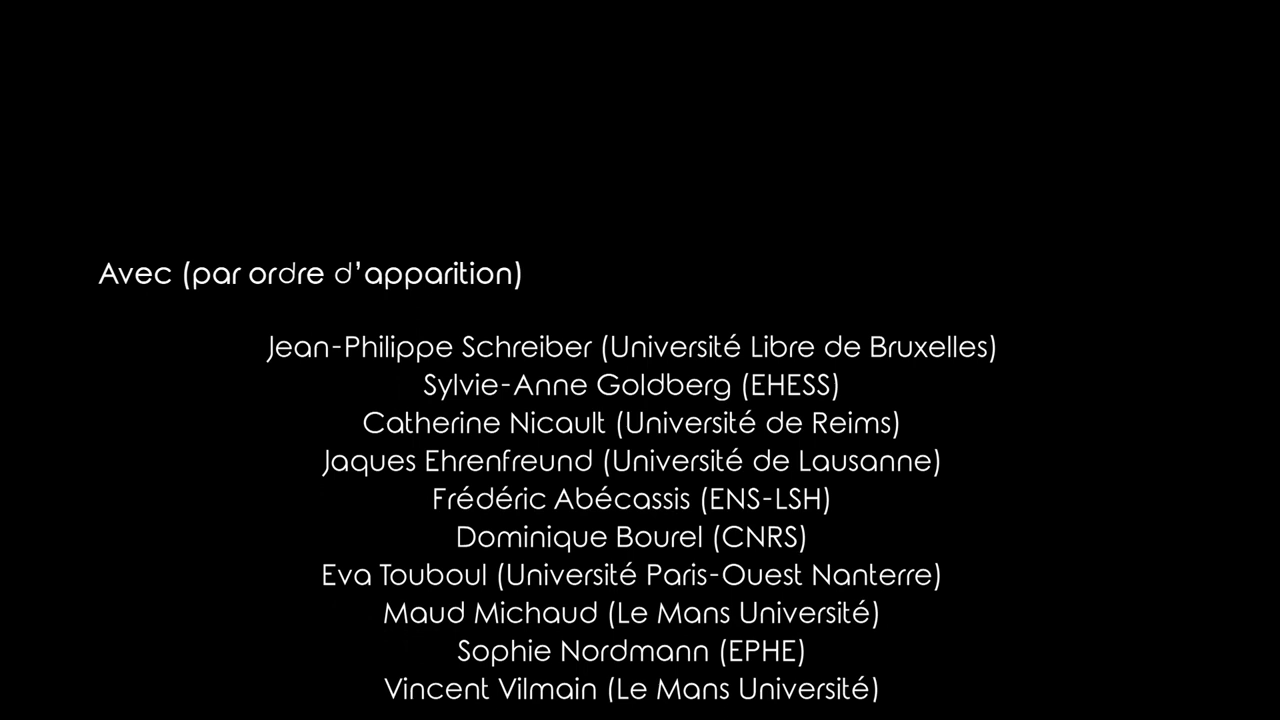 Avec (par ordre d’apparition)
Jean-Philippe Schreiber (Université Libre de Bruxelles)
Sylvie-Anne Goldberg (EHESS)
Catherine Nicault (Université de Reims)
Jaques Ehrenfreund (Université de Lausanne)
Frédéric Abécassis (ENS-LSH)
Dominique Bourel (CNRS)
Eva Touboul (Université Paris-Ouest Nanterre)
Maud Michaud (Le Mans Université)
Sophie Nordmann (EPHE)
Vincent Vilmain (Le Mans Université)